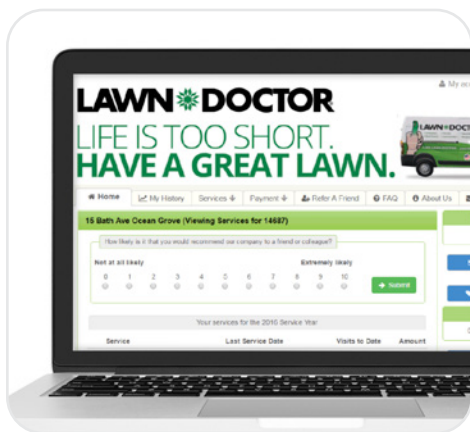 My
LAWN DOCTOR
LIFE IS TOO SHORT.
HAVE A GREAT LAWN.
LAWN DOCT
Home My History Services Payment Refer A Friend FAQ About Us
15 Bath Ave Ocean Grove (Viewing Services for 14687)
How likely is it that you would recommend our company to a friend or colleague?
Not at all likely Extremely likely
0 1 2 3 4 5 6 7 8 9 10
Submit
Your services for the 2016 Service Year
Service Last Service Date Visits to Date Amount